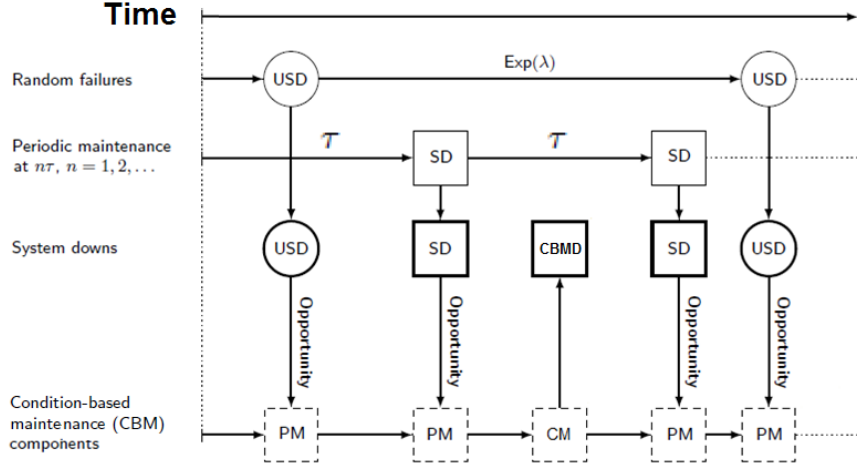 Time
Random failures
USD
Exp(λ)
USD
Periodic maintenance
at nτ, n = 1, 2, . . .
τ
SD
τ
SD
System downs
USD
SD
CBMD
SD
USD
Opportunity
Opportunity
Opportunity
Opportunity
Condition-based
maintenance (CBM)
components
PM
PM
CM
PM
PM